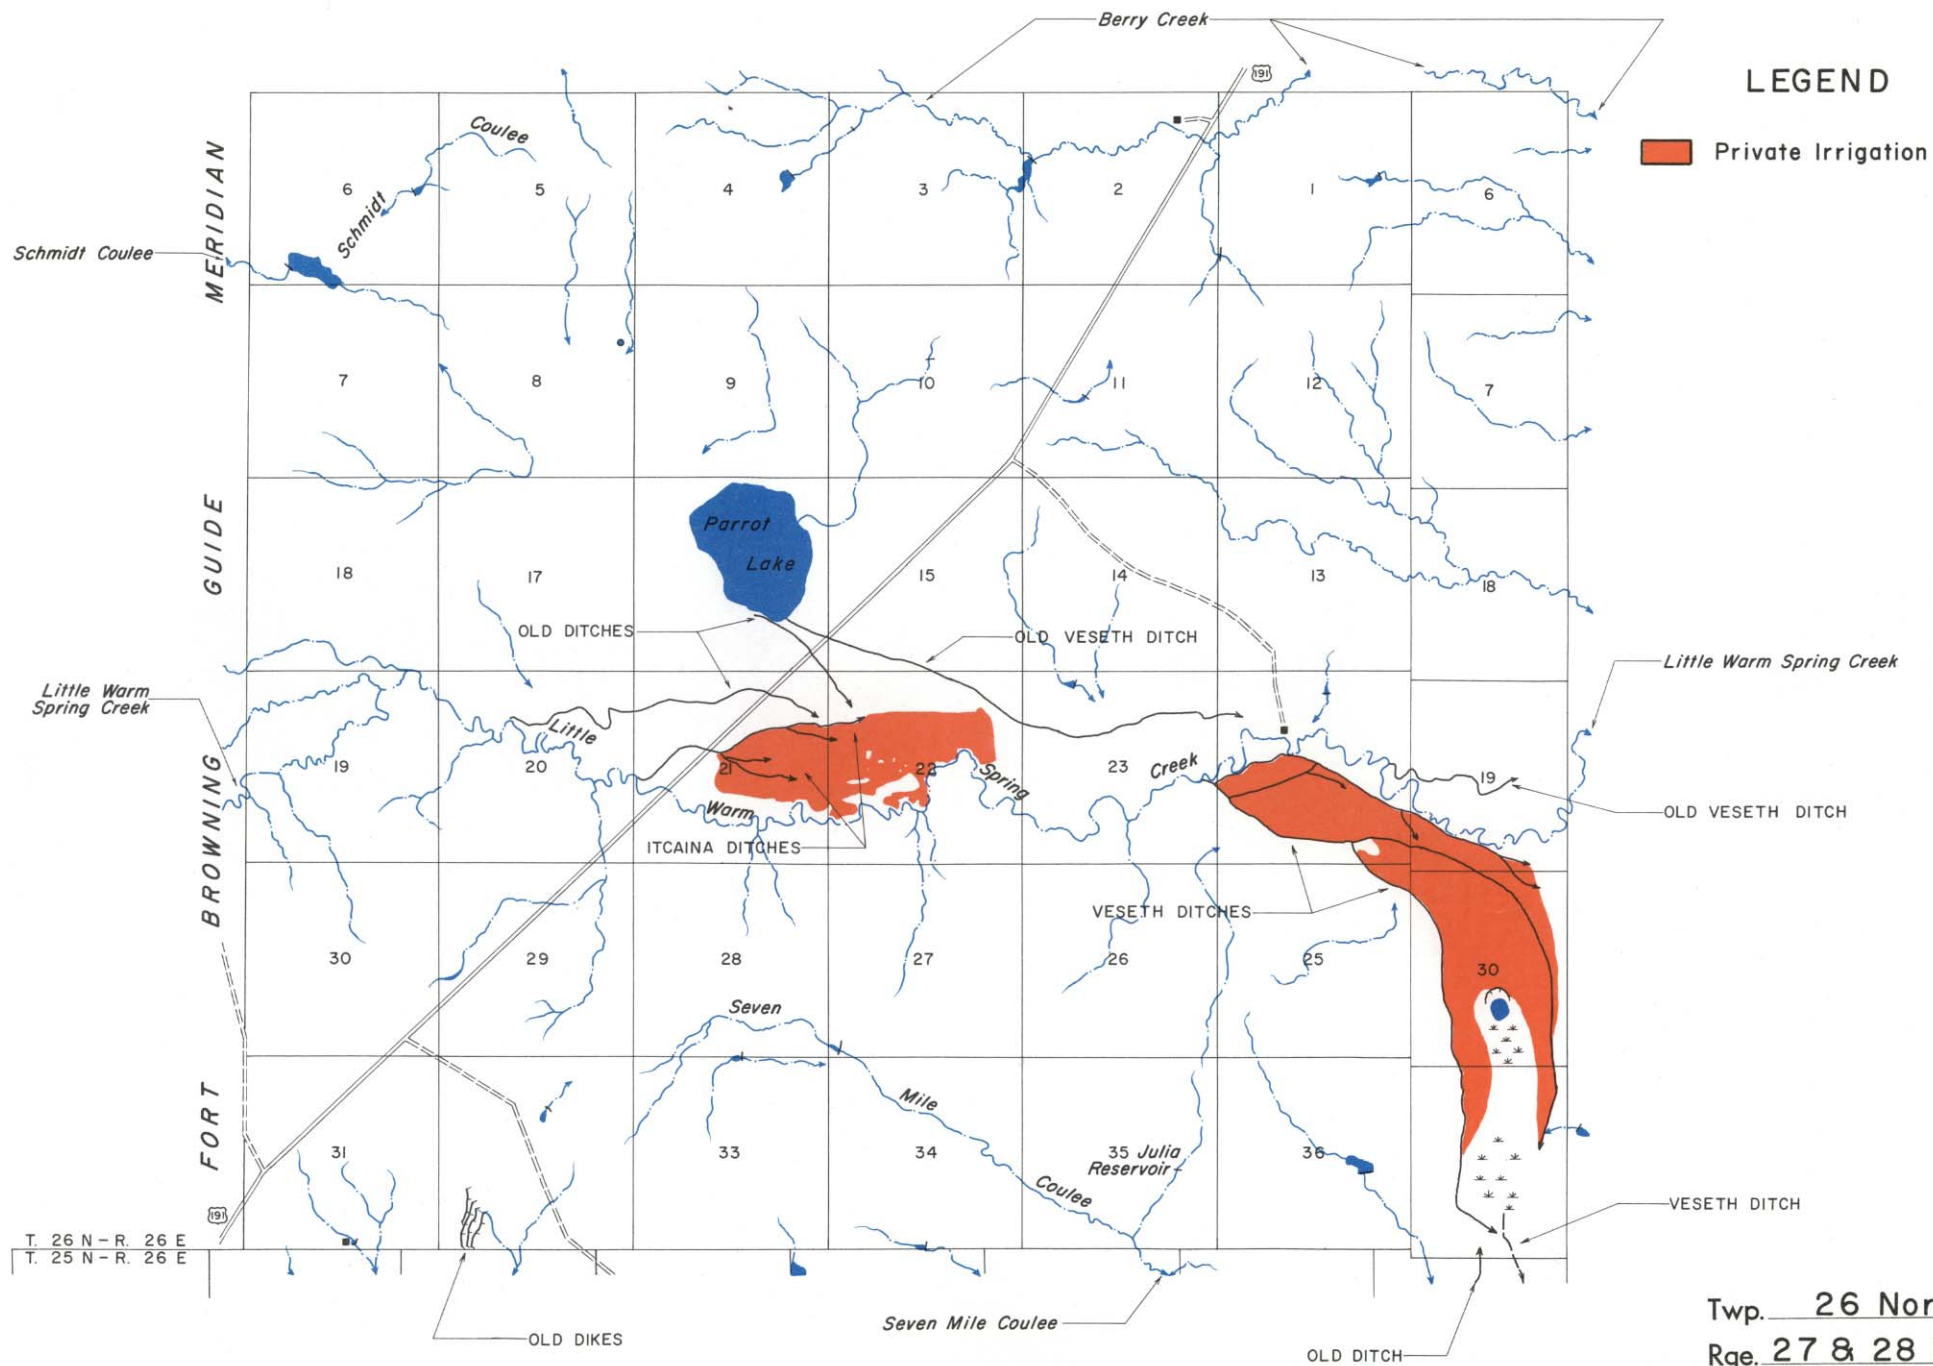 Berry Creek
191
LEGEND
Private Irrigation
Coulee
Schmidt
6
5
4
3
2
1
6
Schmidt Coulee
MERIDIAN
7
8
9
10
11
12
7
Parrot
Lake
GUIDE
18
17
15
14
13
18
OLD DITCHES
OLD VESETH DITCH
Little Warm Spring Creek
Little Warm
Spring Creek
Little
19
20
21
22
23
19
Creek
Spring
Warm
OLD VESETH DITCH
ITCAINA DITCHES
BROWNING
VESETH DITCHES
30
29
28
27
26
25
30
Seven
Mile
FORT
31
33
34
35 Julia
Reservoir
36
Coulee
191
VESETH DITCH
T. 26 N – R. 26 E
T. 25 N – R. 26 E
OLD DIKES
Seven Mile Coulee
OLD DITCH
Twp. 26 Nor
Rge. 27 & 28